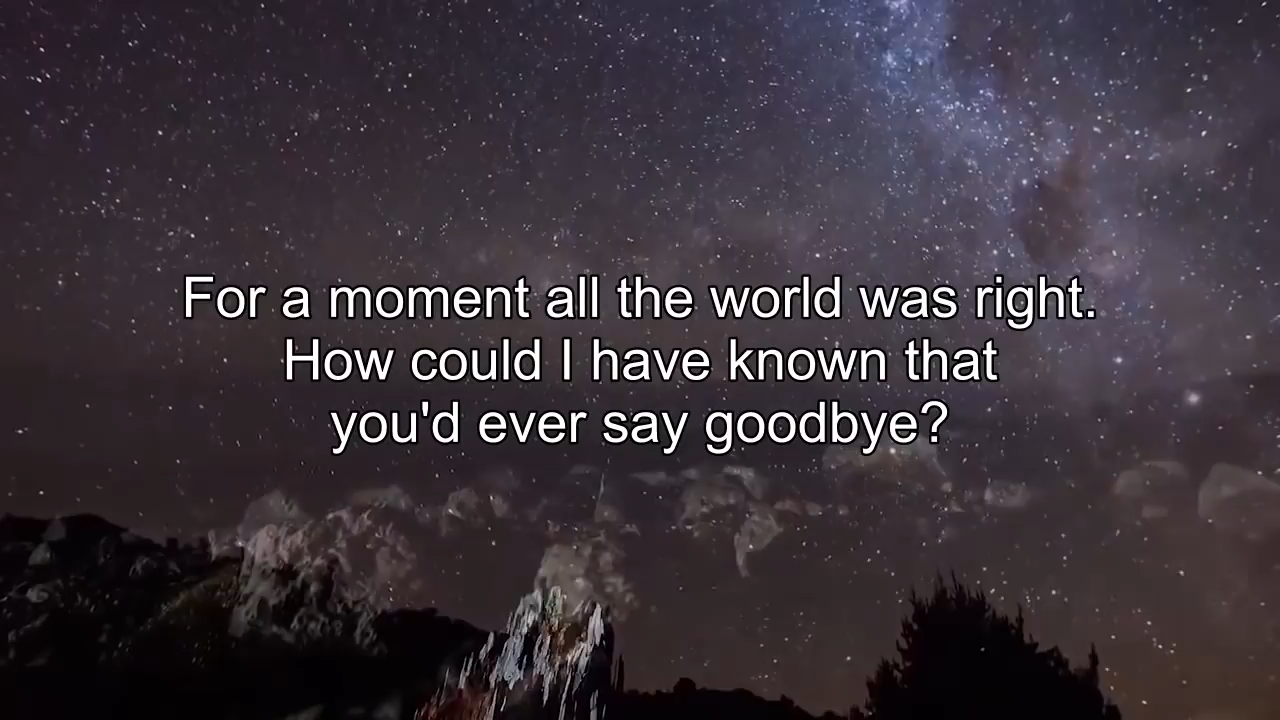 For a moment all the world was right.
How could I have known that
you'd ever say goodbye?